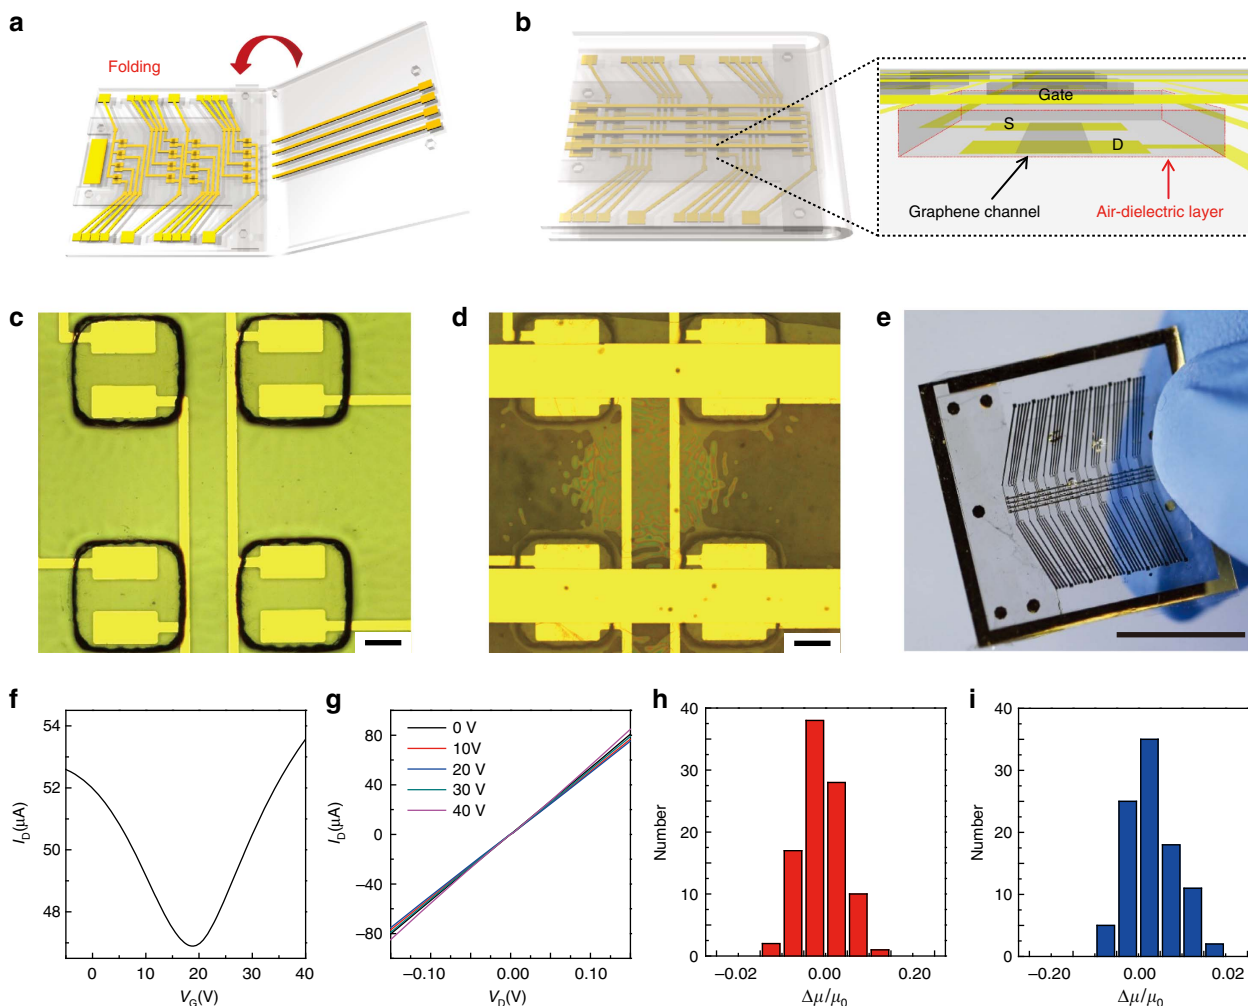 a
Folding
b
Gate
S
D
Graphene channel
Air-dielectric layer
c
d
e
f
54
52
50
48
I_D(μA)
0 10 20 30 40
V_G(V)
g
80
40
0
–40
–80
I_D(μA)
0 V
10V
20 V
30 V
40 V
–0.10 0.00 0.10
V_D(V)
h
40
30
20
10
0
Number
–0.02 0.00 0.20
Δμ/μ_0
i
40
30
20
10
0
Number
–0.20 0.00 0.02
Δμ/μ_0